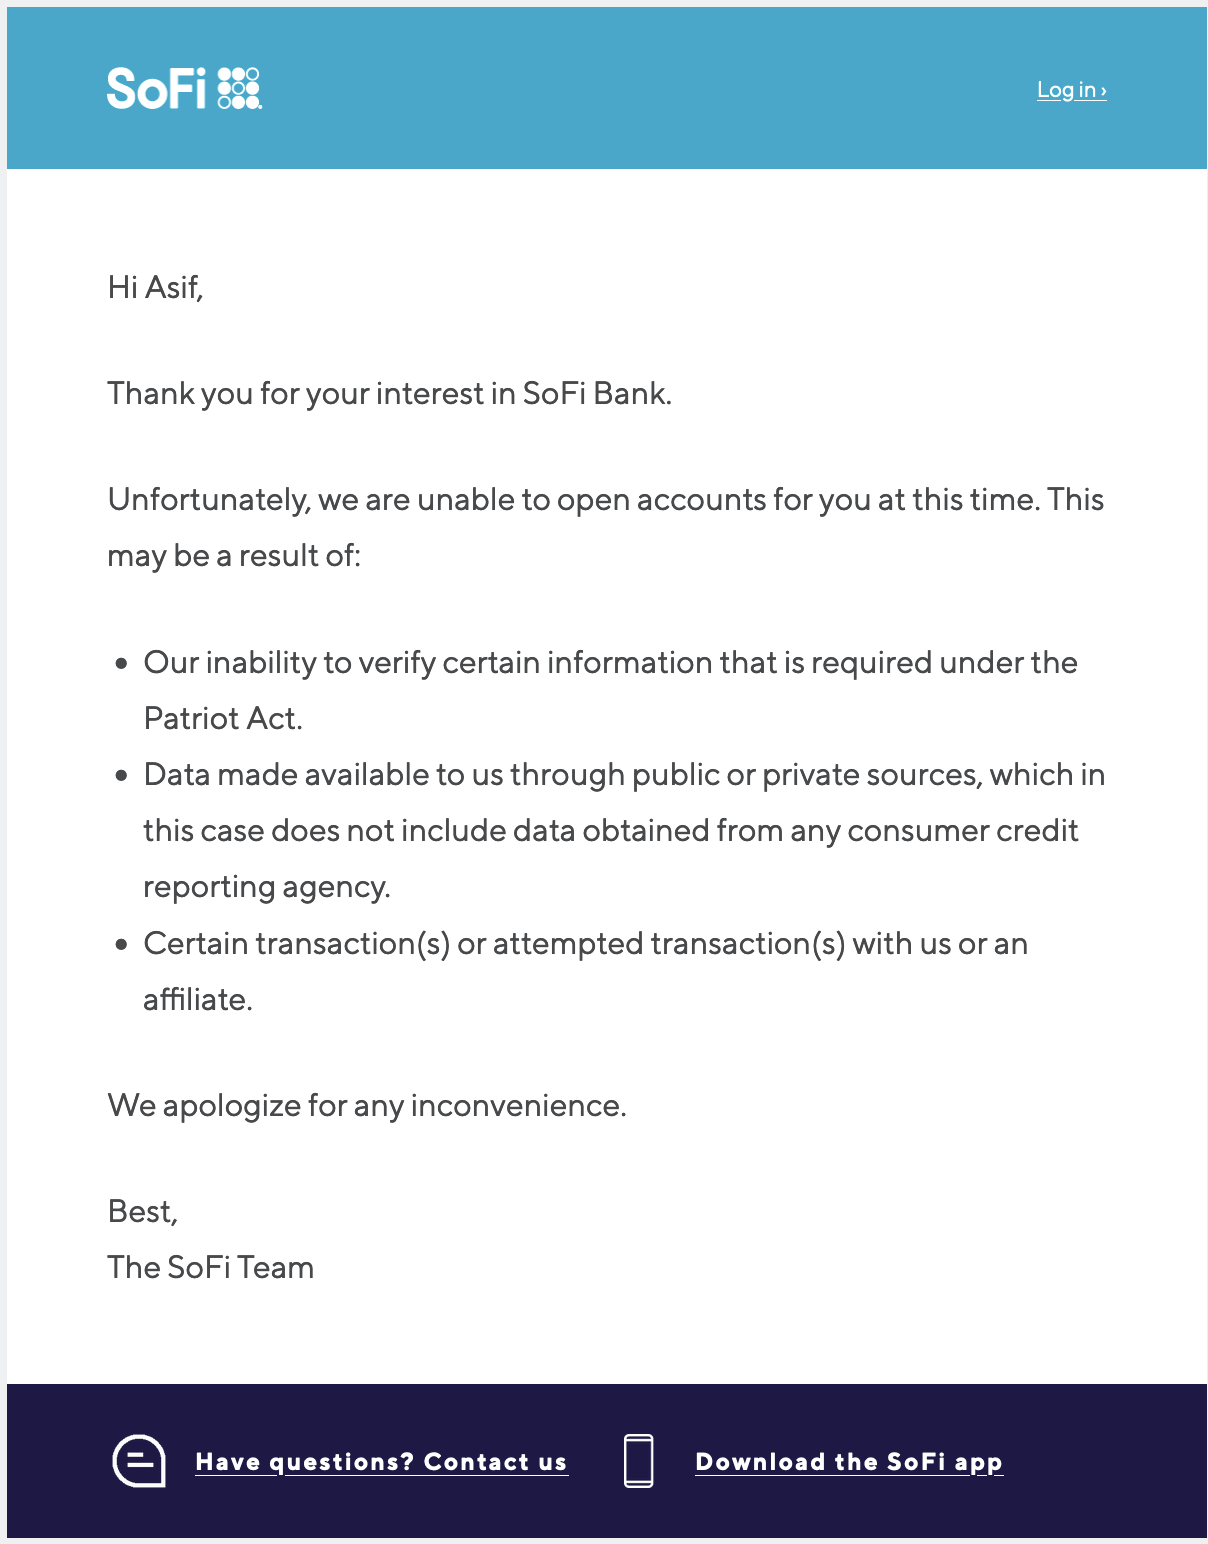 SoFi
Log in ›
Hi Asif,
Thank you for your interest in SoFi Bank.
Unfortunately, we are unable to open accounts for you at this time. This
may be a result of:
• Our inability to verify certain information that is required under the
Patriot Act.
• Data made available to us through public or private sources, which in
this case does not include data obtained from any consumer credit
reporting agency.
• Certain transaction(s) or attempted transaction(s) with us or an
affiliate.
We apologize for any inconvenience.
Best,
The SoFi Team
Have questions? Contact us
Download the SoFi app